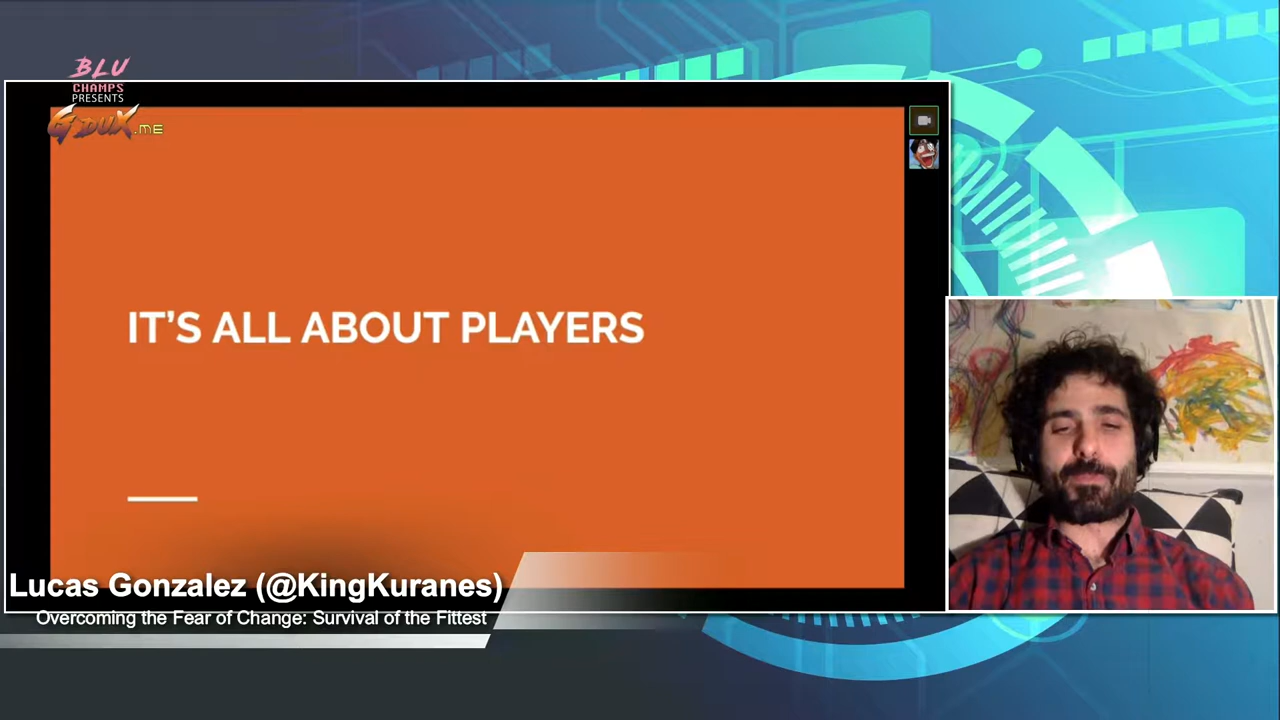 BLU
CHAMPS
PRESENTS
G DUX.ME
IT'S ALL ABOUT PLAYERS
Lucas Gonzalez (@KingKuranes)
Overcoming the Fear of Change: Survival of the Fittest